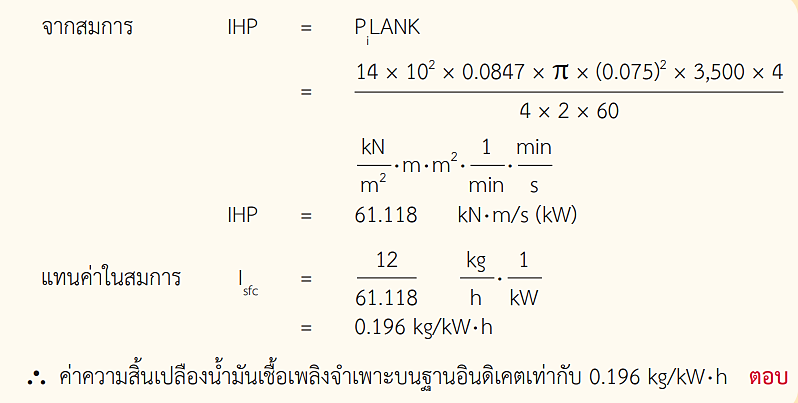 จากสมการ IHP = PᵢLANK
= 14 × 10² × 0.0847 × π × (0.075)² × 3,500 × 4
4 × 2 × 60
kN/m² · m · m² · 1/min · min/s
IHP = 61.118 kN·m/s (kW)
แทนค่าในสมการ I sfc = 12/61.118 kg/h · 1/kW
= 0.196 kg/kW·h
∴ ค่าความสิ้นเปลืองน้ำมันเชื้อเพลิงจำเพาะบนฐานอินดิเคตเท่ากับ 0.196 kg/kW·h ตอบ